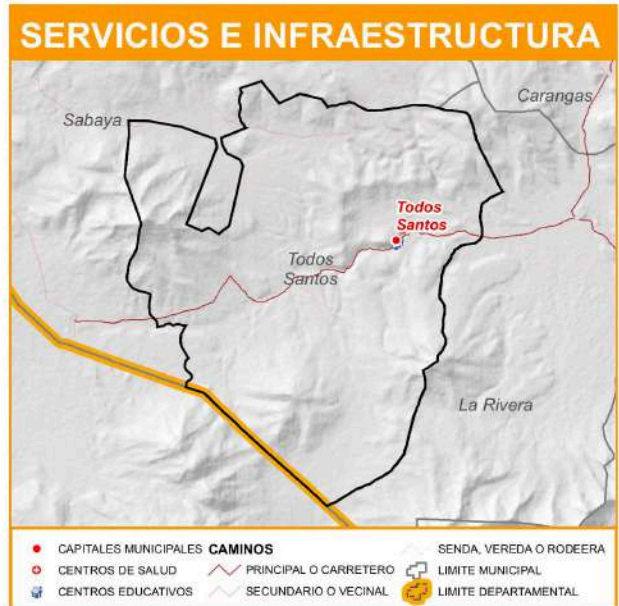 SERVICIOS E INFRAESTRUCTURA
Carangas
Sabaya
Todos
Santos
Todos
Santos
La Rivera
CAPITALES MUNICIPALES
CENTROS DE SALUD
CENTROS EDUCATIVOS
CAMINOS
PRINCIPAL O CARRETERO
SECUNDARIO O VECINAL
SENDA, VEREDA O RODEERA
LIMITE MUNICIPAL
LIMITE DEPARTAMENTAL